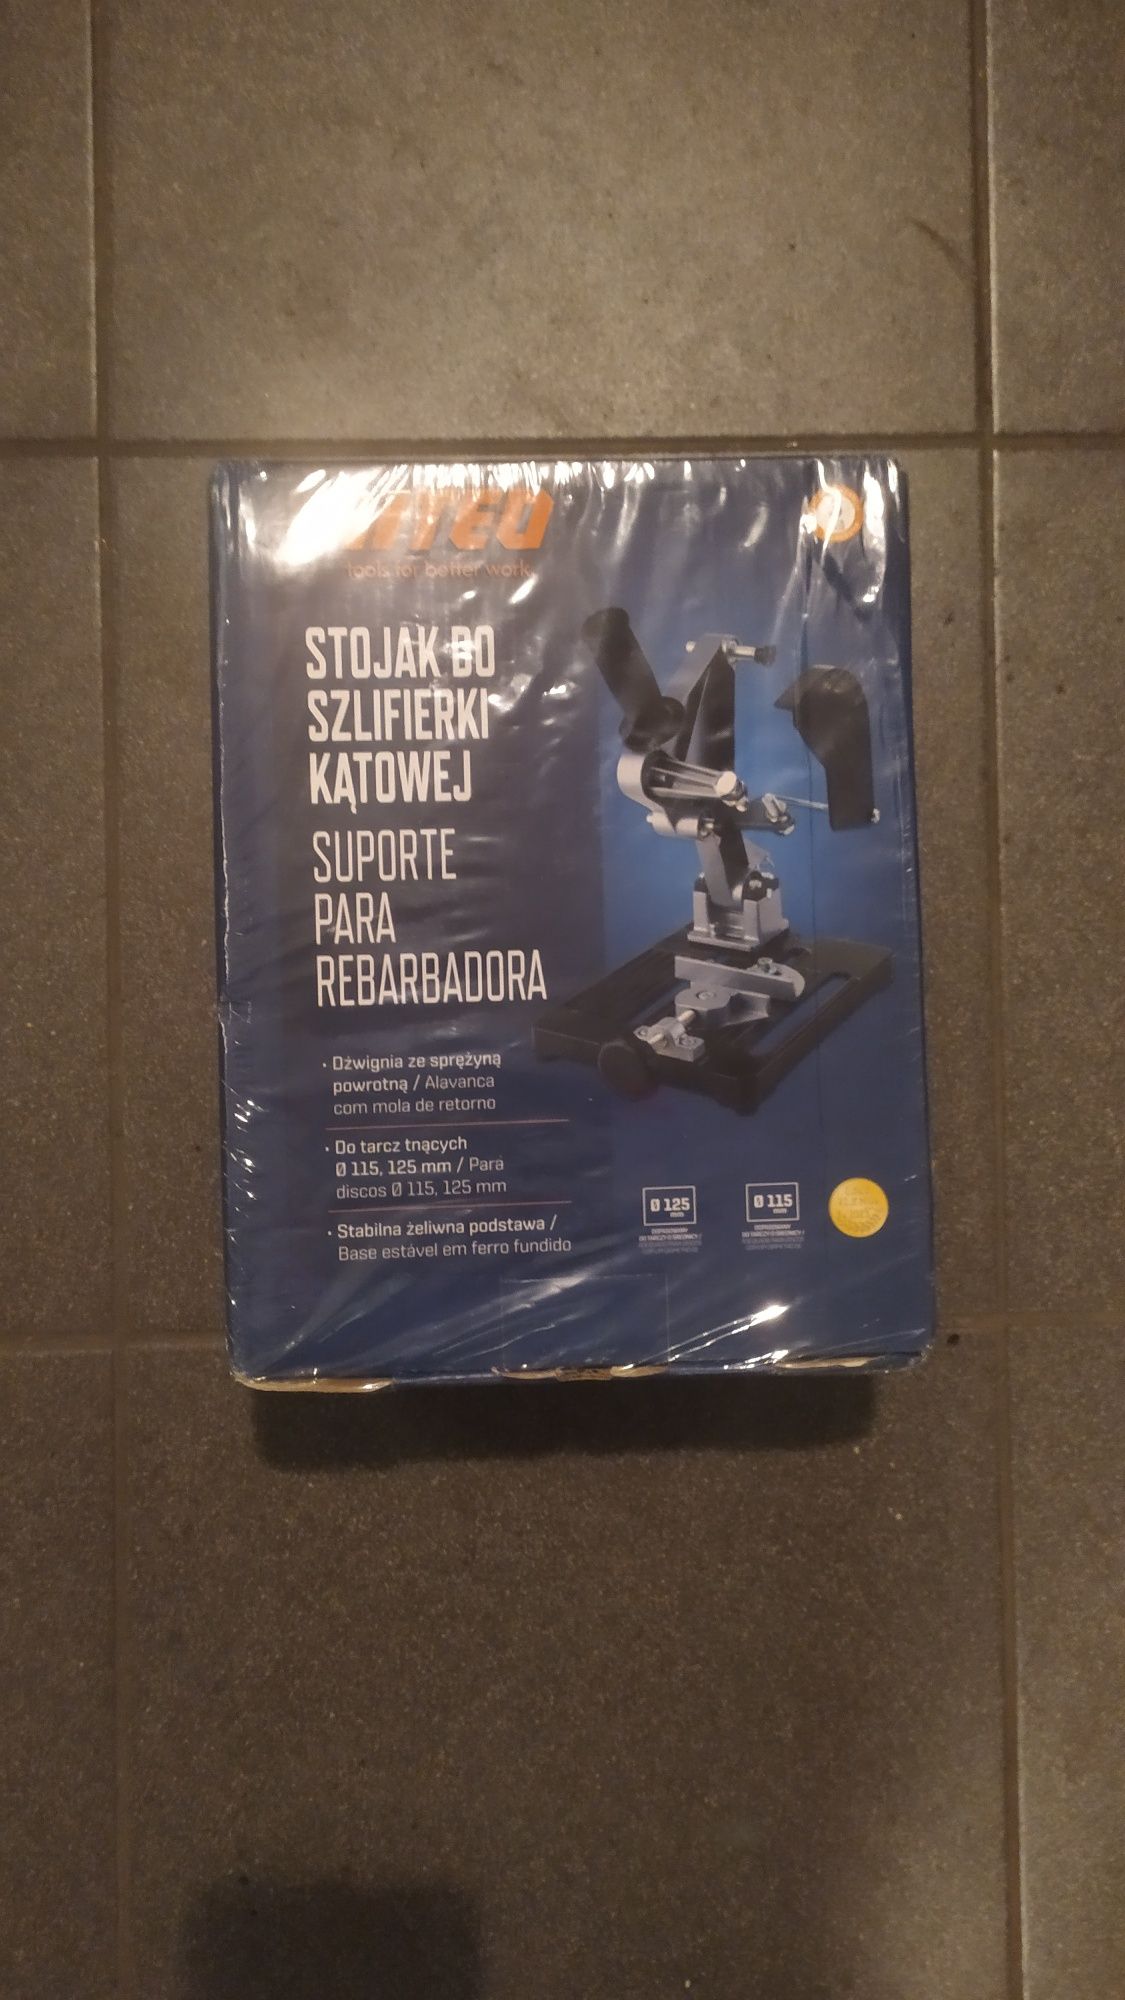 tools for better work
STOJAK DO
SZLIFIERKI
KĄTOWEJ
SUPORTE
PARA
REBARBADORA
• Dźwignia ze sprężyną
powrotną / Alavanca
com mola de retorno
• Do tarcz tnących
Ø 115, 125 mm / Para
discos Ø 115, 125 mm
• Stabilna żeliwna podstawa /
Base estável em ferro fundido
Ø 125
mm
Ø 115
mm